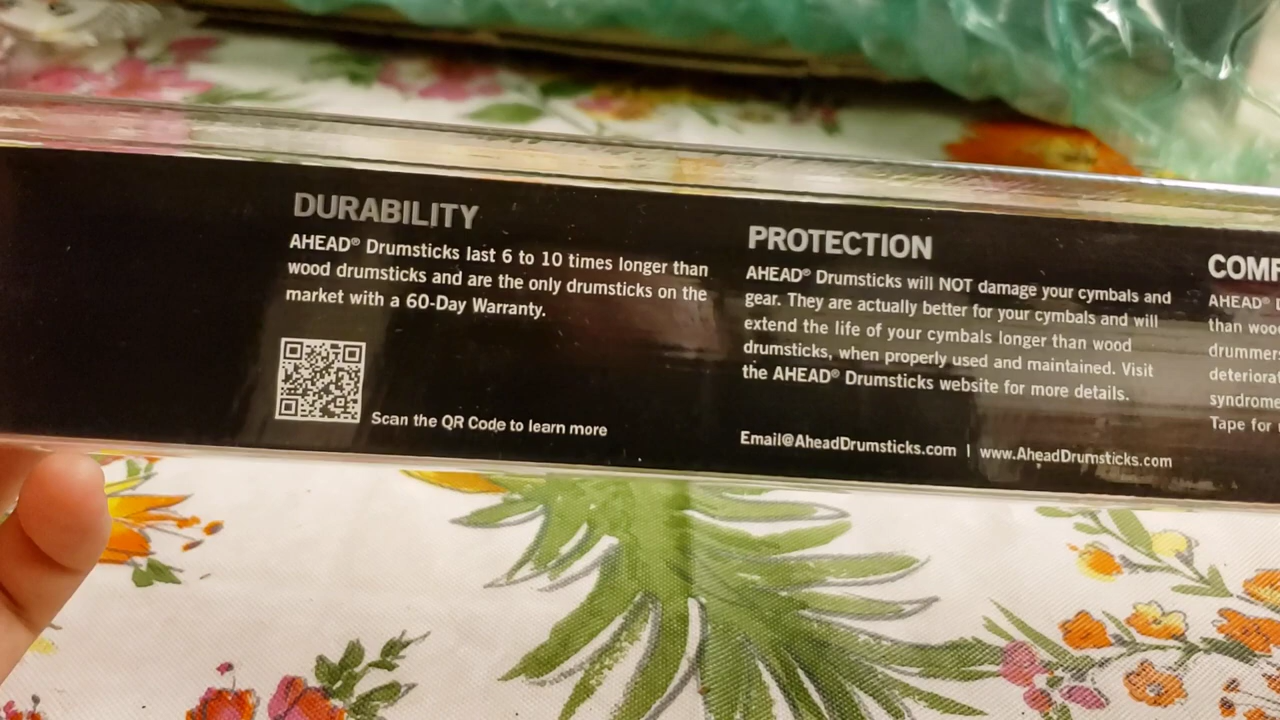 DURABILITY
AHEAD® Drumsticks last 6 to 10 times longer than
wood drumsticks and are the only drumsticks on the
market with a 60-Day Warranty.
Scan the QR Code to learn more
PROTECTION
AHEAD® Drumsticks will NOT damage your cymbals and
gear. They are actually better for your cymbals and will
extend the life of your cymbals longer than wood
drumsticks, when properly used and maintained. Visit
the AHEAD® Drumsticks website for more details.
Email@AheadDrumsticks.com | www.AheadDrumsticks.com
AHEAD®
than
drummers
syndrome
Tape for